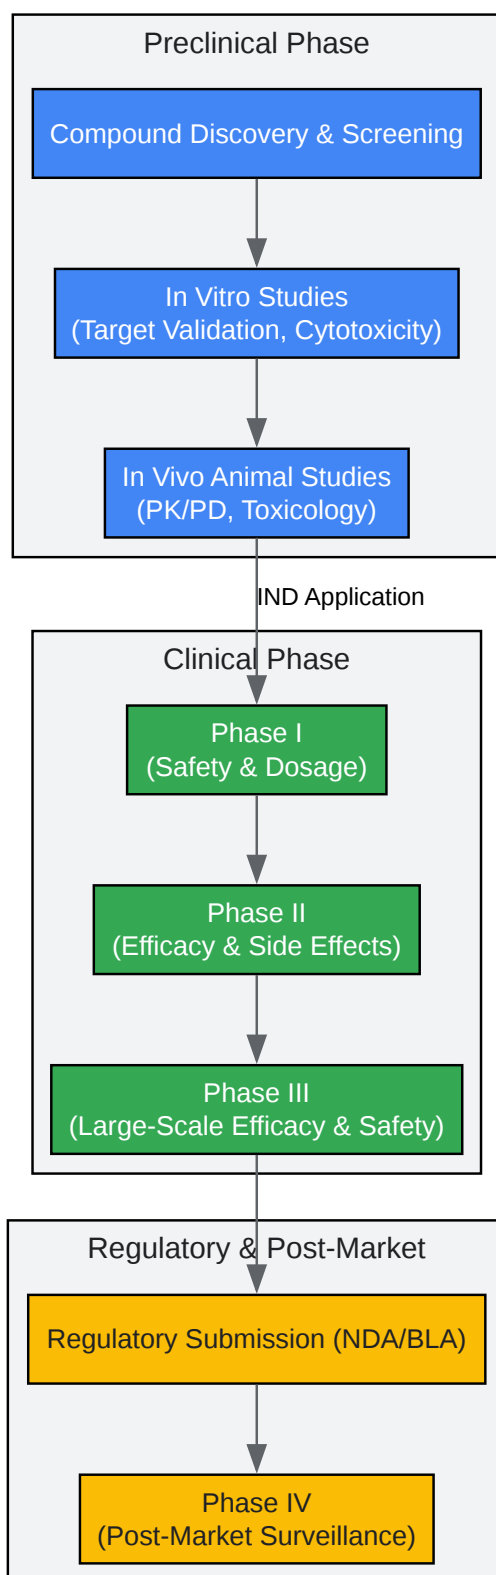 Preclinical Phase
Compound Discovery & Screening
In Vitro Studies
(Target Validation, Cytotoxicity)
In Vivo Animal Studies
(PK/PD, Toxicology)
IND Application
Clinical Phase
Phase I
(Safety & Dosage)
Phase II
(Efficacy & Side Effects)
Phase III
(Large-Scale Efficacy & Safety)
Regulatory & Post-Market
Regulatory Submission (NDA/BLA)
Phase IV
(Post-Market Surveillance)